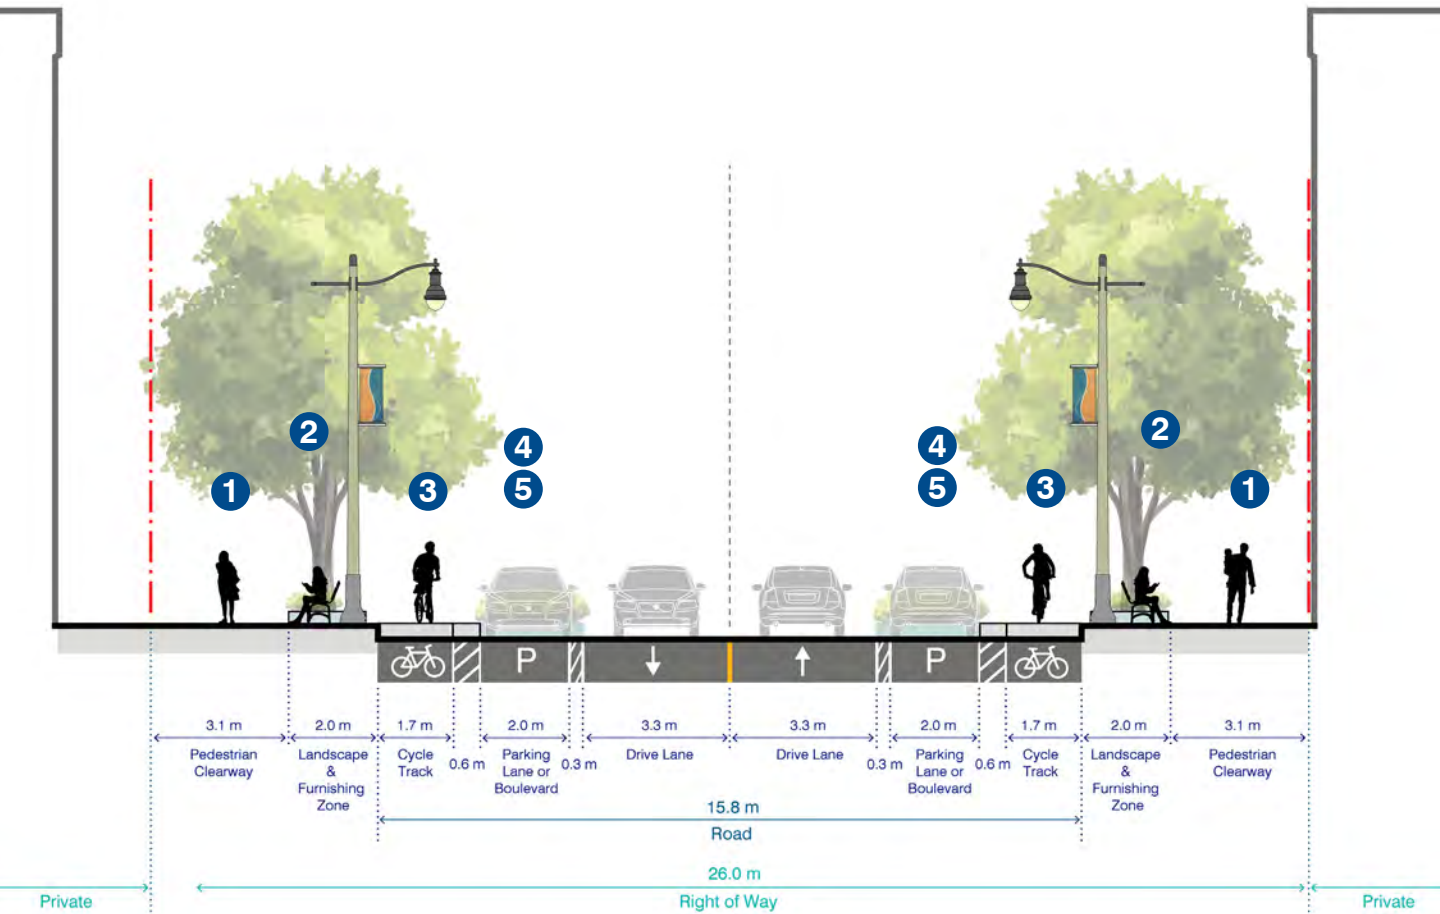 2
4
4
2
1
3
5
5
3
1
P
P
3.1 m
2.0 m
1.7 m
2.0 m
3.3 m
3.3 m
2.0 m
1.7 m
2.0 m
3.1 m
Pedestrian
Clearway
Landscape
&
Furnishing
Zone
Cycle
Track
0.6 m
Parking
Lane or
Boulevard
0.3 m
Drive Lane
Drive Lane
0.3 m
Parking
Lane or
Boulevard
0.6 m
Cycle
Track
Landscape
&
Furnishing
Zone
Pedestrian
Clearway
15.8 m
Road
26.0 m
Private
Right of Way
Private